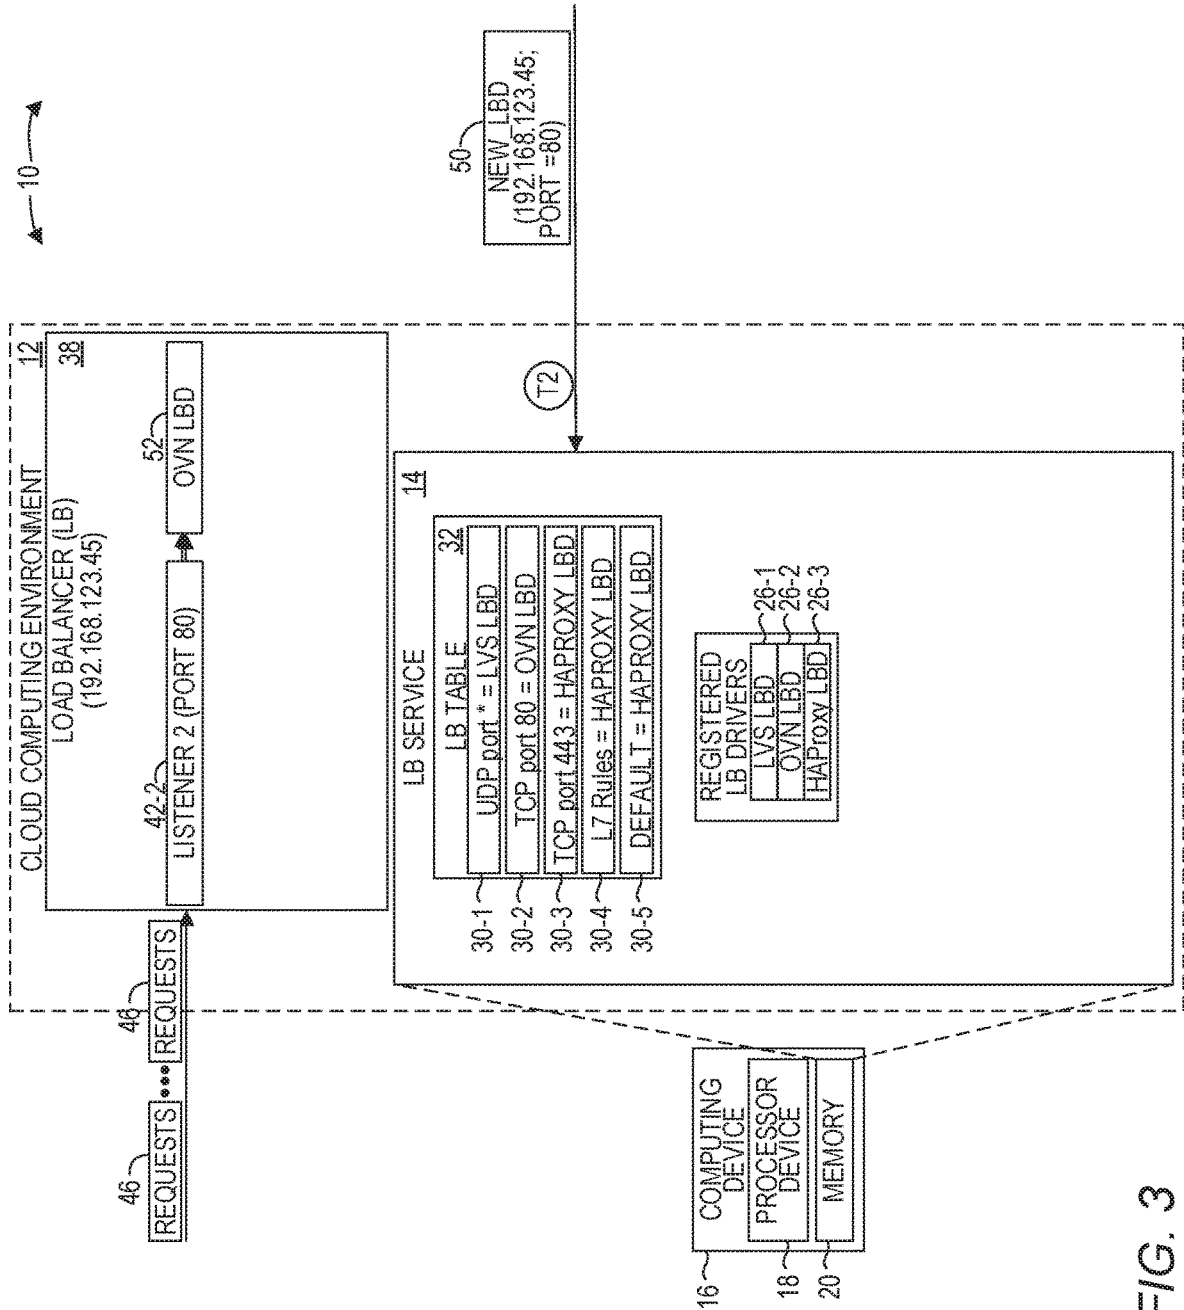 10
CLOUD COMPUTING ENVIRONMENT 12
LOAD BALANCER (LB) 38
(192.168.123.45)
46
REQUESTS
•••
46
REQUESTS
42-2
LISTENER 2 (PORT 80)
52
OVN LBD
50
NEW_LBD
(192.168.123.45;
PORT =80)
T2
LB SERVICE 14
LB TABLE 32
30-1 UDP port * = LVS LBD
30-2 TCP port 80 = OVN LBD
30-3 TCP port 443 = HAPROXY LBD
30-4 L7 Rules = HAPROXY LBD
30-5 DEFAULT = HAPROXY LBD
REGISTERED
LB DRIVERS
LVS LBD 26-1
OVN LBD 26-2
HAProxy LBD 26-3
16
COMPUTING
DEVICE
18
PROCESSOR
DEVICE
20
MEMORY
FIG. 3